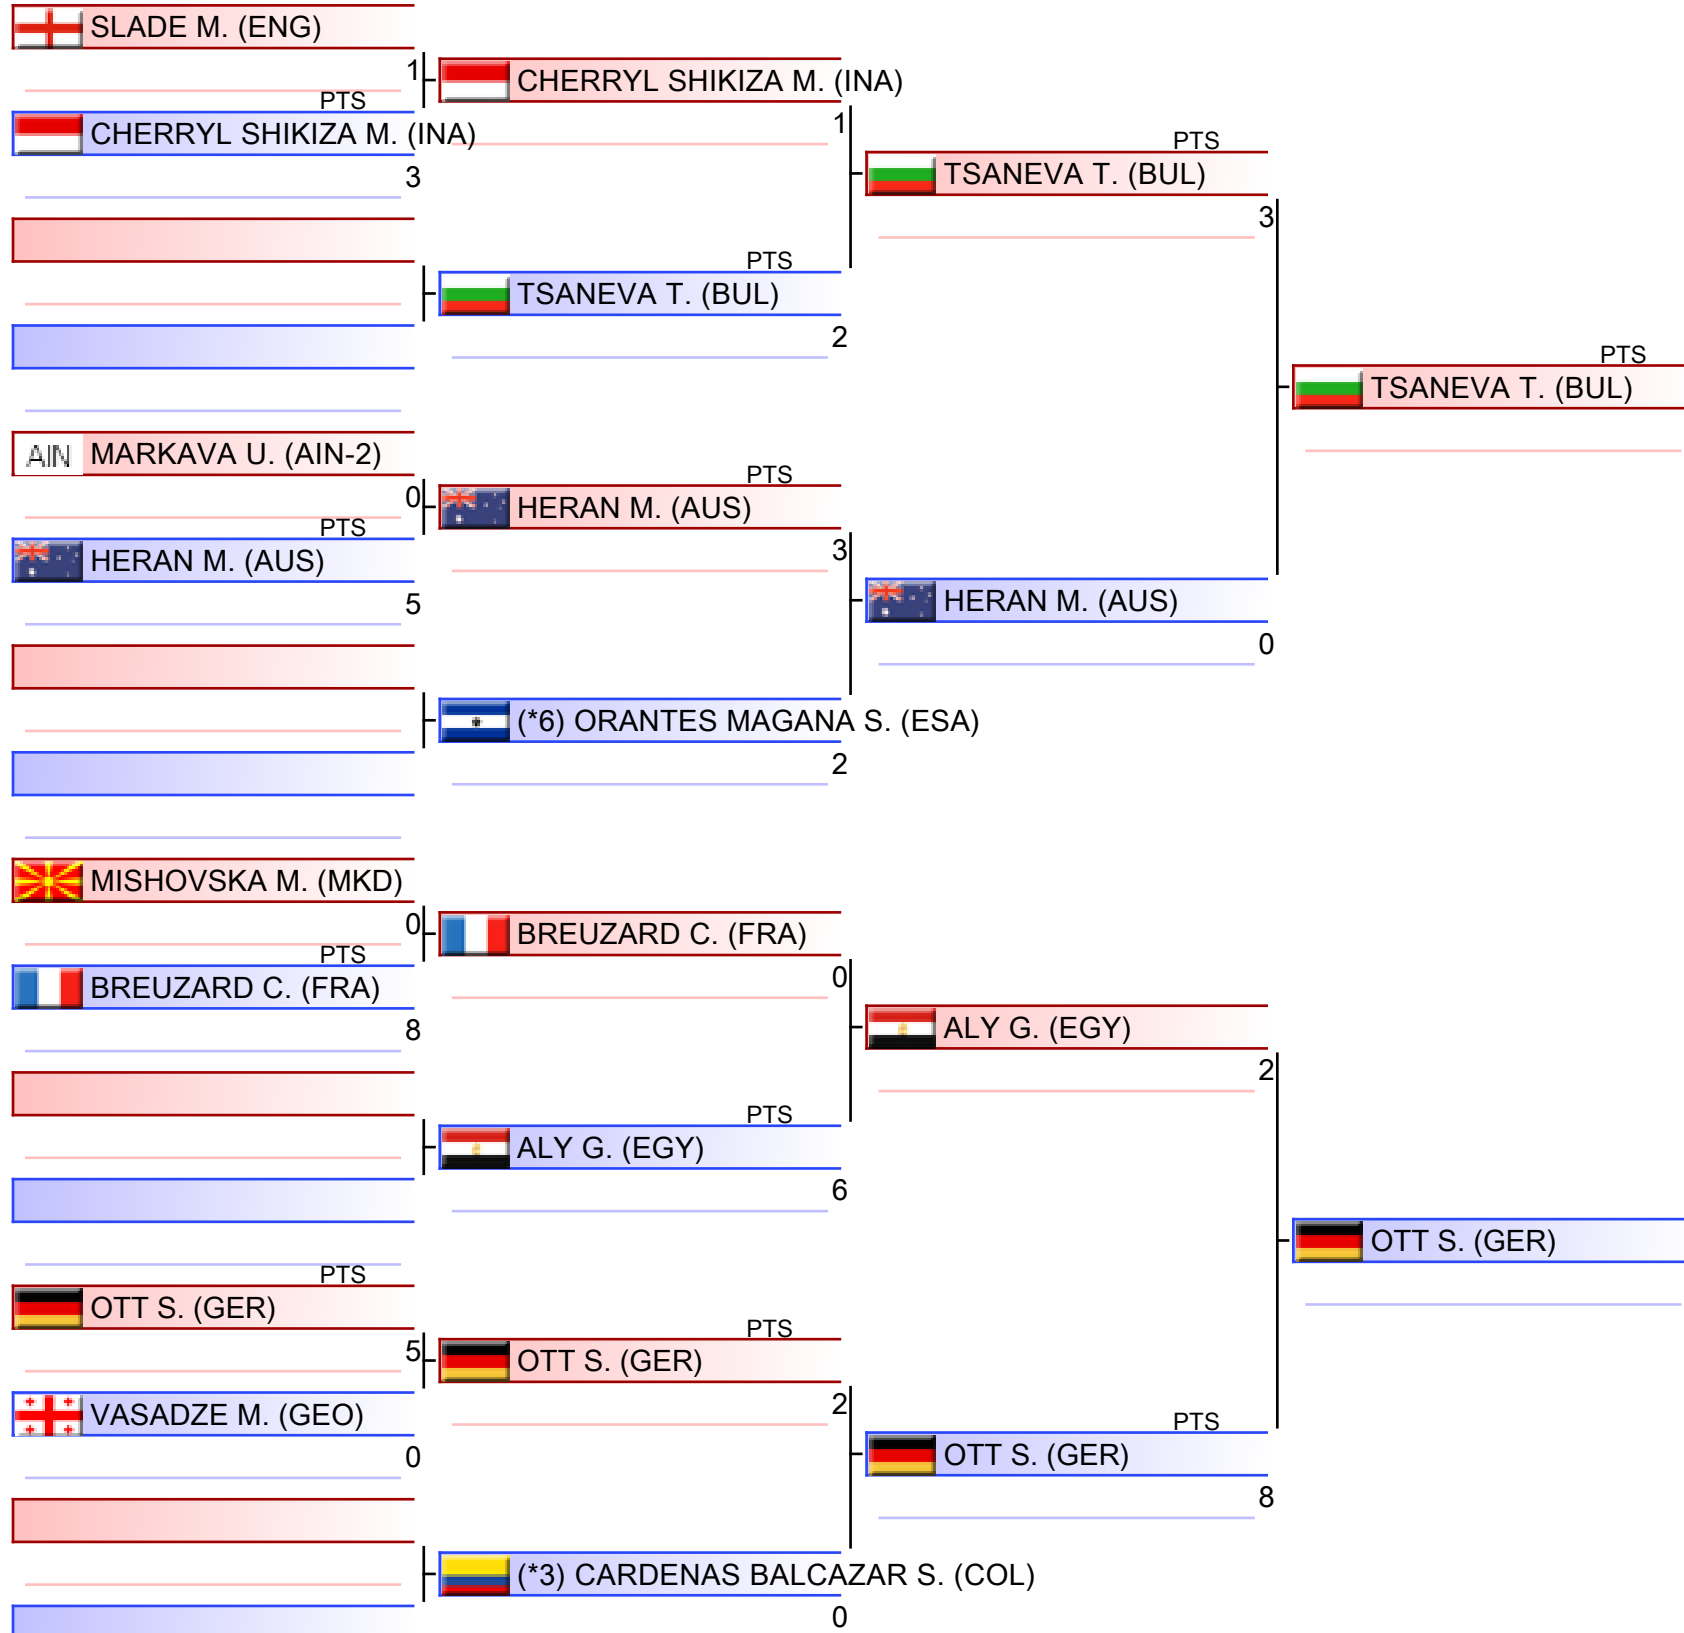 SLADE M. (ENG)
1
PTS
CHERRYL SHIKIZA M. (INA)
3
MARKAVA U. (AIN-2)
AIN
0
PTS
HERAN M. (AUS)
5
MISHOVSKA M. (MKD)
0
PTS
BREUZARD C. (FRA)
8
PTS
OTT S. (GER)
5
VASADZE M. (GEO)
0
CHERRYL SHIKIZA M. (INA)
1
PTS
TSANEVA T. (BUL)
2
PTS
HERAN M. (AUS)
3
(*6) ORANTES MAGANA S. (ESA)
2
BREUZARD C. (FRA)
0
PTS
ALY G. (EGY)
6
PTS
OTT S. (GER)
2
(*3) CARDENAS BALCAZAR S. (COL)
0
PTS
TSANEVA T. (BUL)
3
HERAN M. (AUS)
0
ALY G. (EGY)
2
PTS
OTT S. (GER)
8
PTS
TSANEVA T. (BUL)
OTT S. (GER)